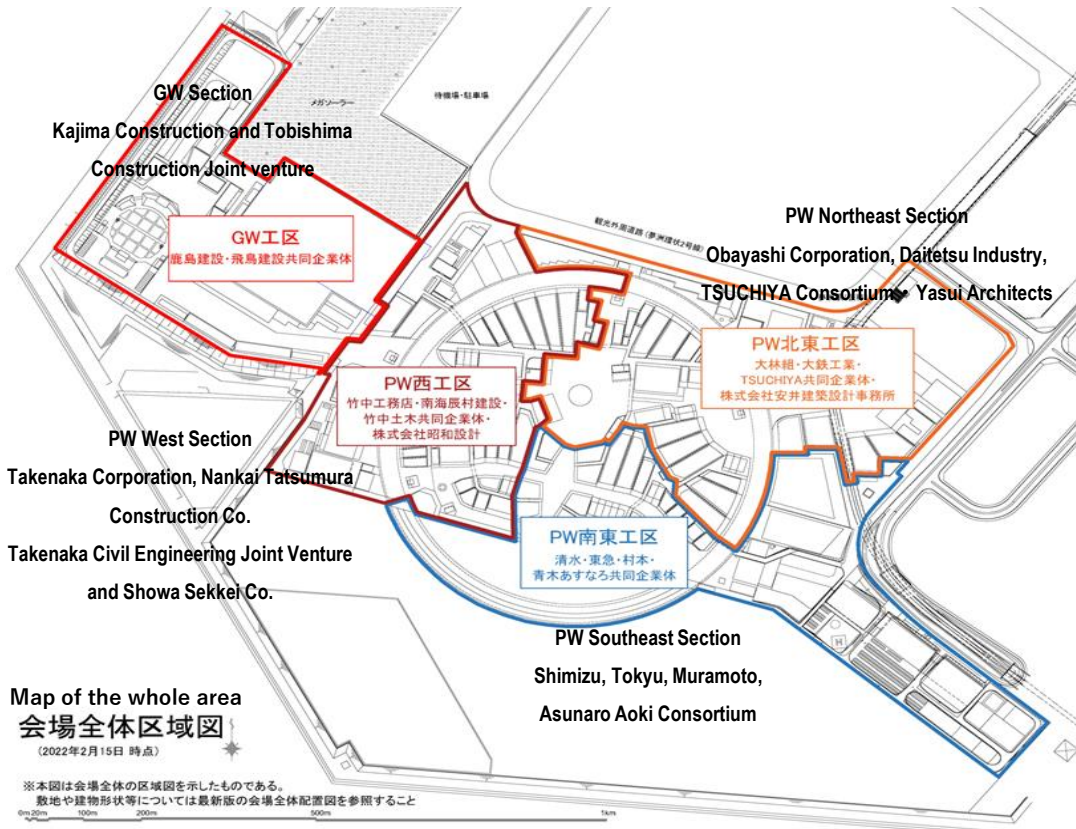 GW Section
Kajima Construction and Tobishima
Construction Joint venture
メガソーラー
待機場・駐車場
GW工区
鹿島建設・飛島建設共同企業体
観光外周道路(夢洲環状2号線)
PW Northeast Section
Obayashi Corporation, Daitetsu Industry,
TSUCHIYA Consortium、 Yasui Architects
PW北東工区
大林組・大鉄工業・
TSUCHIYA共同企業体・
株式会社安井建築設計事務所
PW西工区
竹中工務店・南海辰村建設・
竹中土木共同企業体・
株式会社昭和設計
PW West Section
Takenaka Corporation, Nankai Tatsumura
Construction Co.
Takenaka Civil Engineering Joint Venture
and Showa Sekkei Co.
PW南東工区
清水・東急・村本・
青木あすなろ共同企業体
PW Southeast Section
Shimizu, Tokyu, Muramoto,
Asunaro Aoki Consortium
H
Map of the whole area
会場全体区域図
(2022年2月15日 時点)
※本図は会場全体の区域図を示したものである。
敷地や建物形状等については最新版の会場全体配置図を参照すること
0m 20m 100m 200m 500m 1km